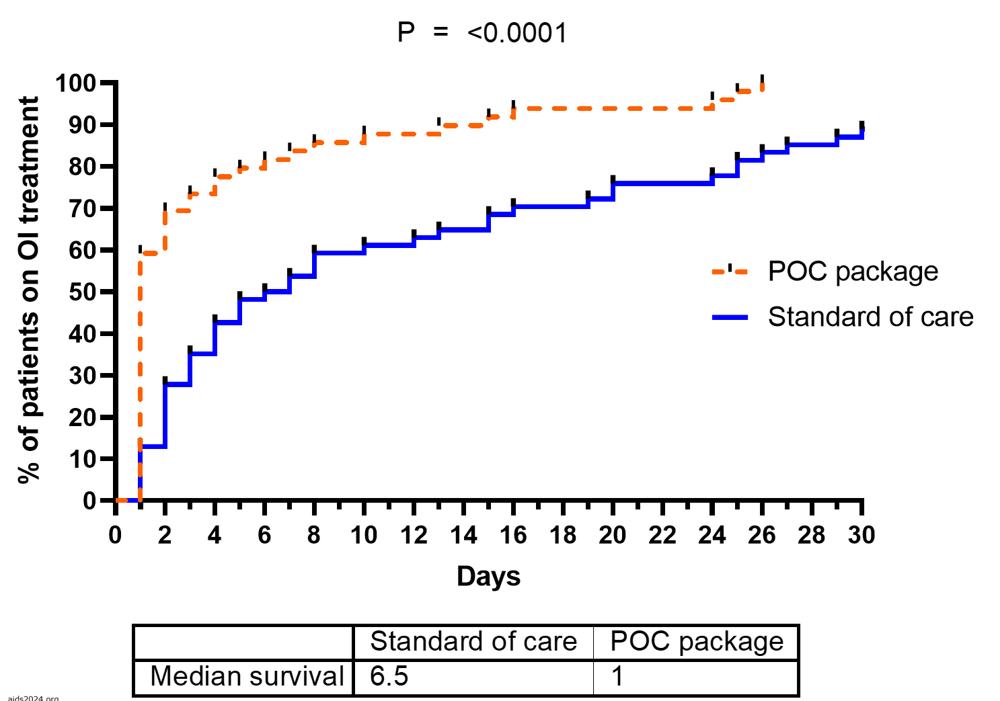 P = <0.0001
100
90
80
70
60
50
40
30
20
10
0
% of patients on OI treatment
POC package
Standard of care
0 2 4 6 8 10 12 14 16 18 20 22 24 26 28 30
Days
Standard of care POC package
Median survival 6.5 1
aids2024.org